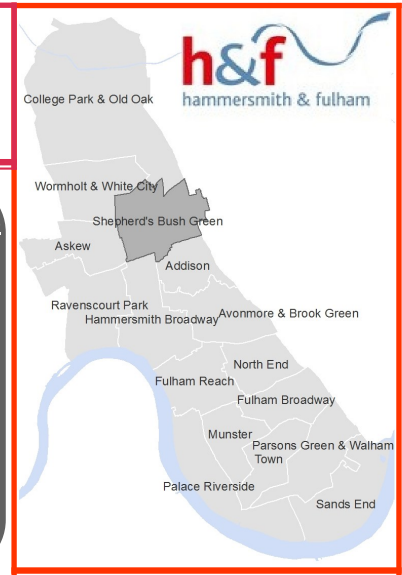 h&f
hammersmith & fulham
College Park & Old Oak
Wormholt & White City
Shepherd's Bush Green
Askew
Addison
Ravenscourt Park
Hammersmith Broadway
Avonmore & Brook Green
North End
Fulham Reach
Fulham Broadway
Munster
Parsons Green & Walham
Town
Palace Riverside
Sands End